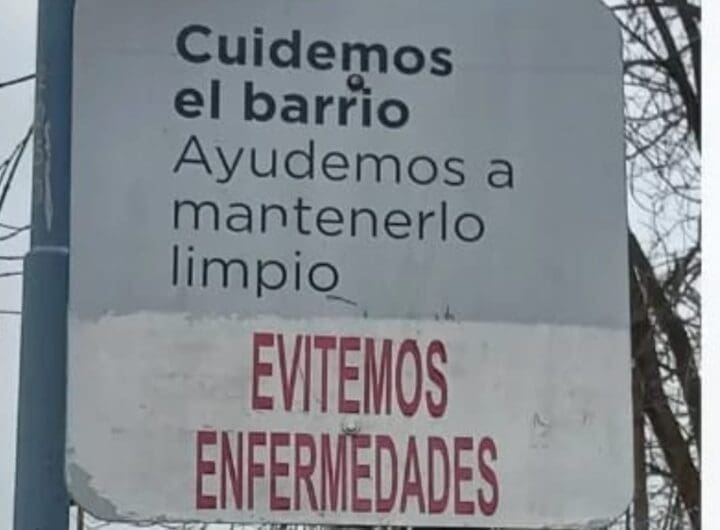 Cuidemos
el barrio
Ayudemos a
mantenerlo
limpio
EVITEMOS
ENFERMEDADES